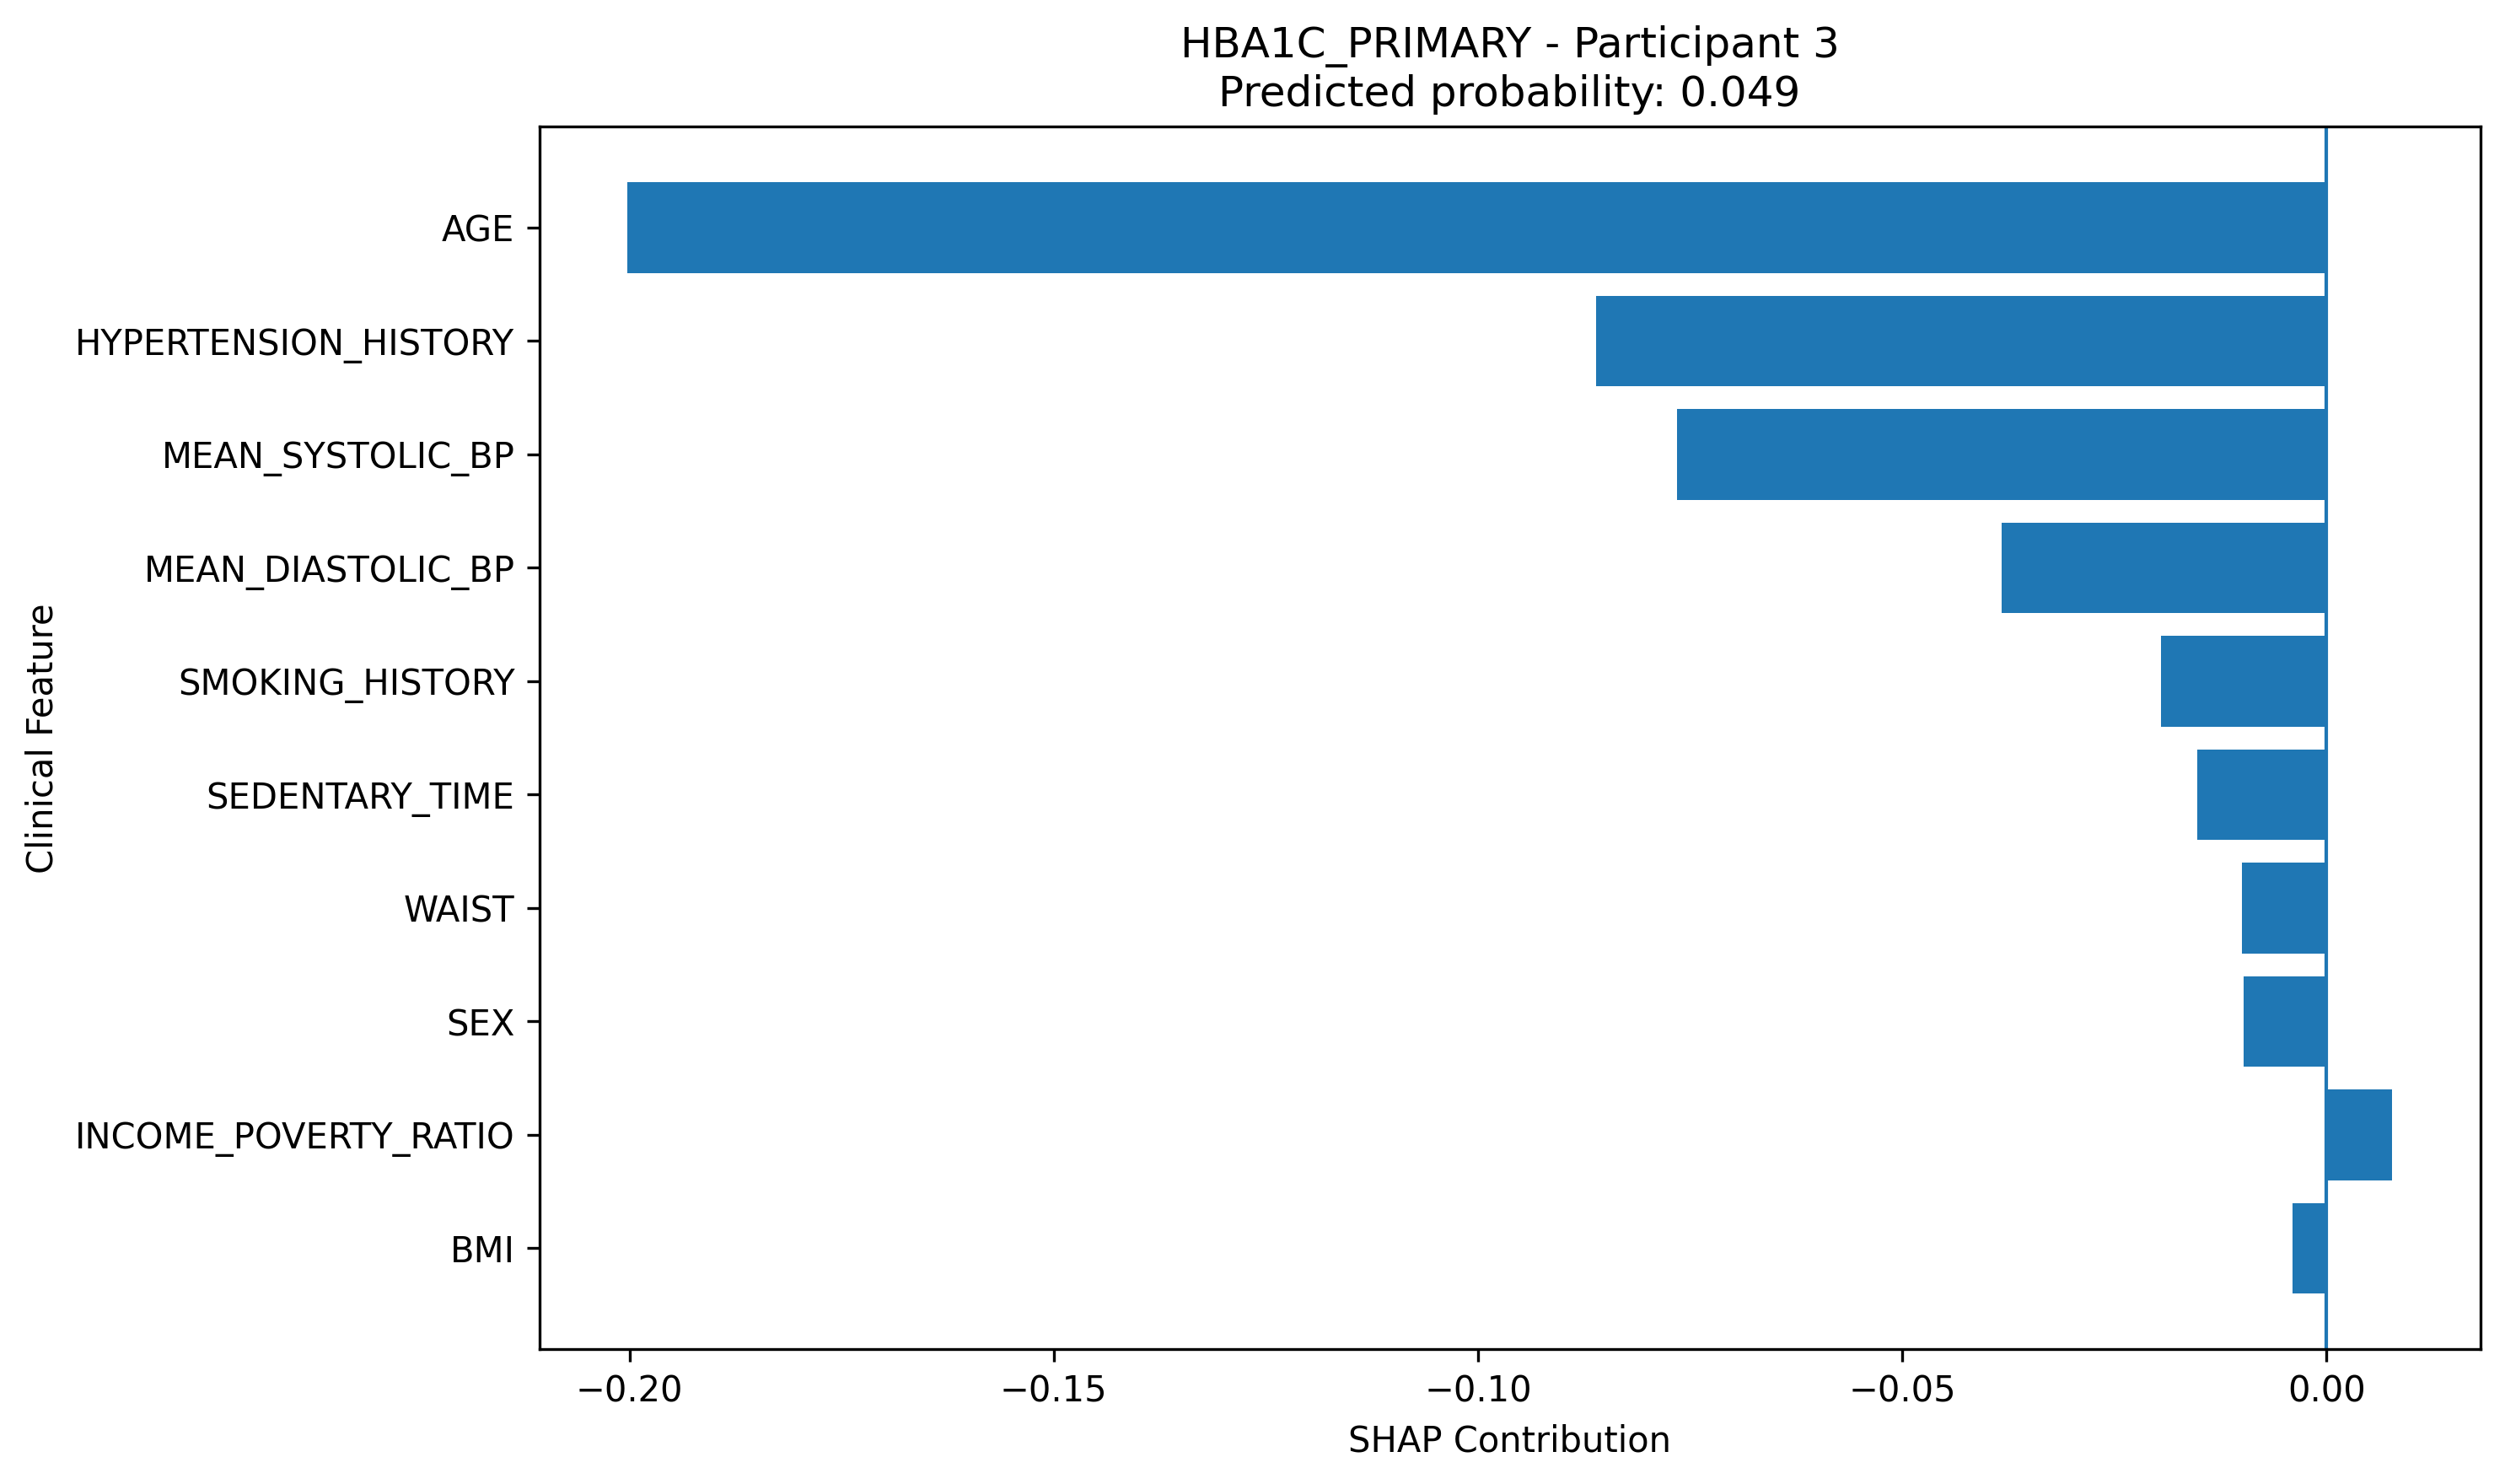 HBA1C_PRIMARY - Participant 3
Predicted probability: 0.049
Clinical Feature
AGE
HYPERTENSION_HISTORY
MEAN_SYSTOLIC_BP
MEAN_DIASTOLIC_BP
SMOKING_HISTORY
SEDENTARY_TIME
WAIST
SEX
INCOME_POVERTY_RATIO
BMI
−0.20 −0.15 −0.10 −0.05 0.00
SHAP Contribution